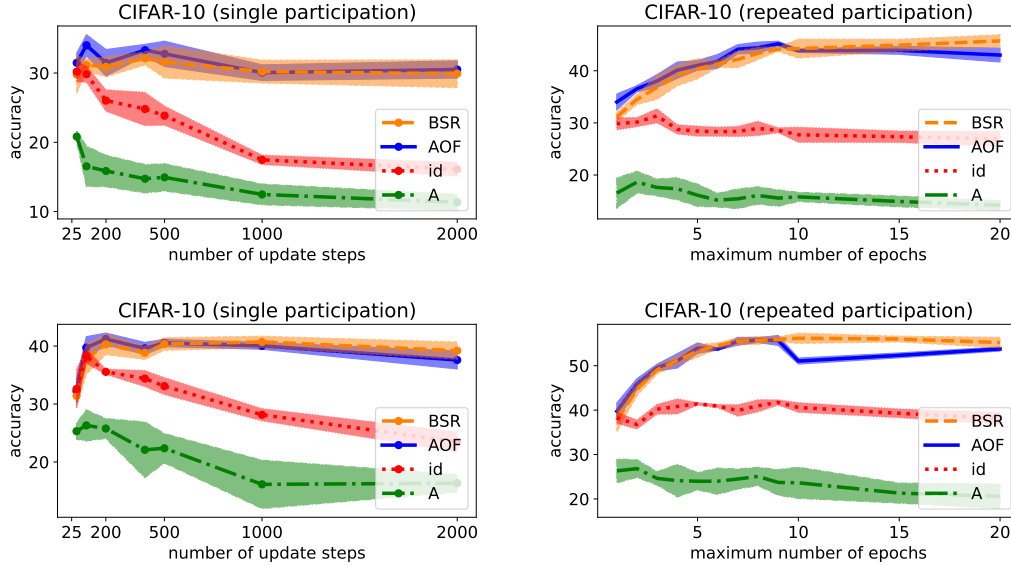 CIFAR-10 (single participation)
accuracy
30
20
10
25 200 500 1000 2000
number of update steps
BSR
AOF
id
A
CIFAR-10 (repeated participation)
accuracy
40
30
20
5 10 15 20
maximum number of epochs
BSR
AOF
id
A
CIFAR-10 (single participation)
accuracy
40
30
20
25 200 500 1000 2000
number of update steps
BSR
AOF
id
A
CIFAR-10 (repeated participation)
accuracy
50
40
30
20
5 10 15 20
maximum number of epochs
BSR
AOF
id
A